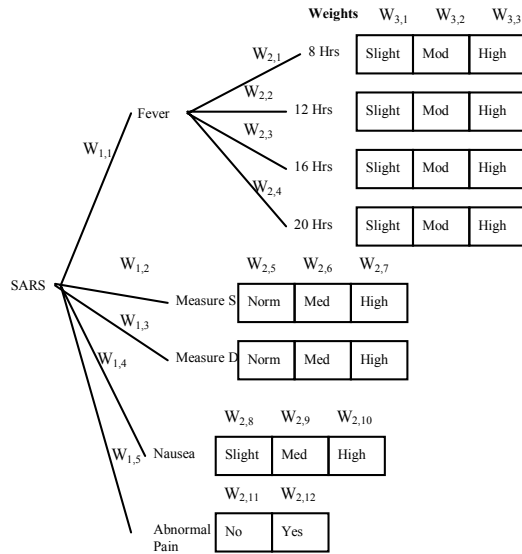 Weights W3,1 W3,2 W3,3
W2,1 8 Hrs Slight Mod High
W2,2
Fever 12 Hrs Slight Mod High
W2,3
W1,1 16 Hrs Slight Mod High
W2,4
20 Hrs Slight Mod High
W1,2 W2,5 W2,6 W2,7
SARS
Measure S Norm Med High
W1,3
W1,4 Measure D Norm Med High
W2,8 W2,9 W2,10
W1,5 Nausea Slight Med High
W2,11 W2,12
Abnormal No Yes
Pain